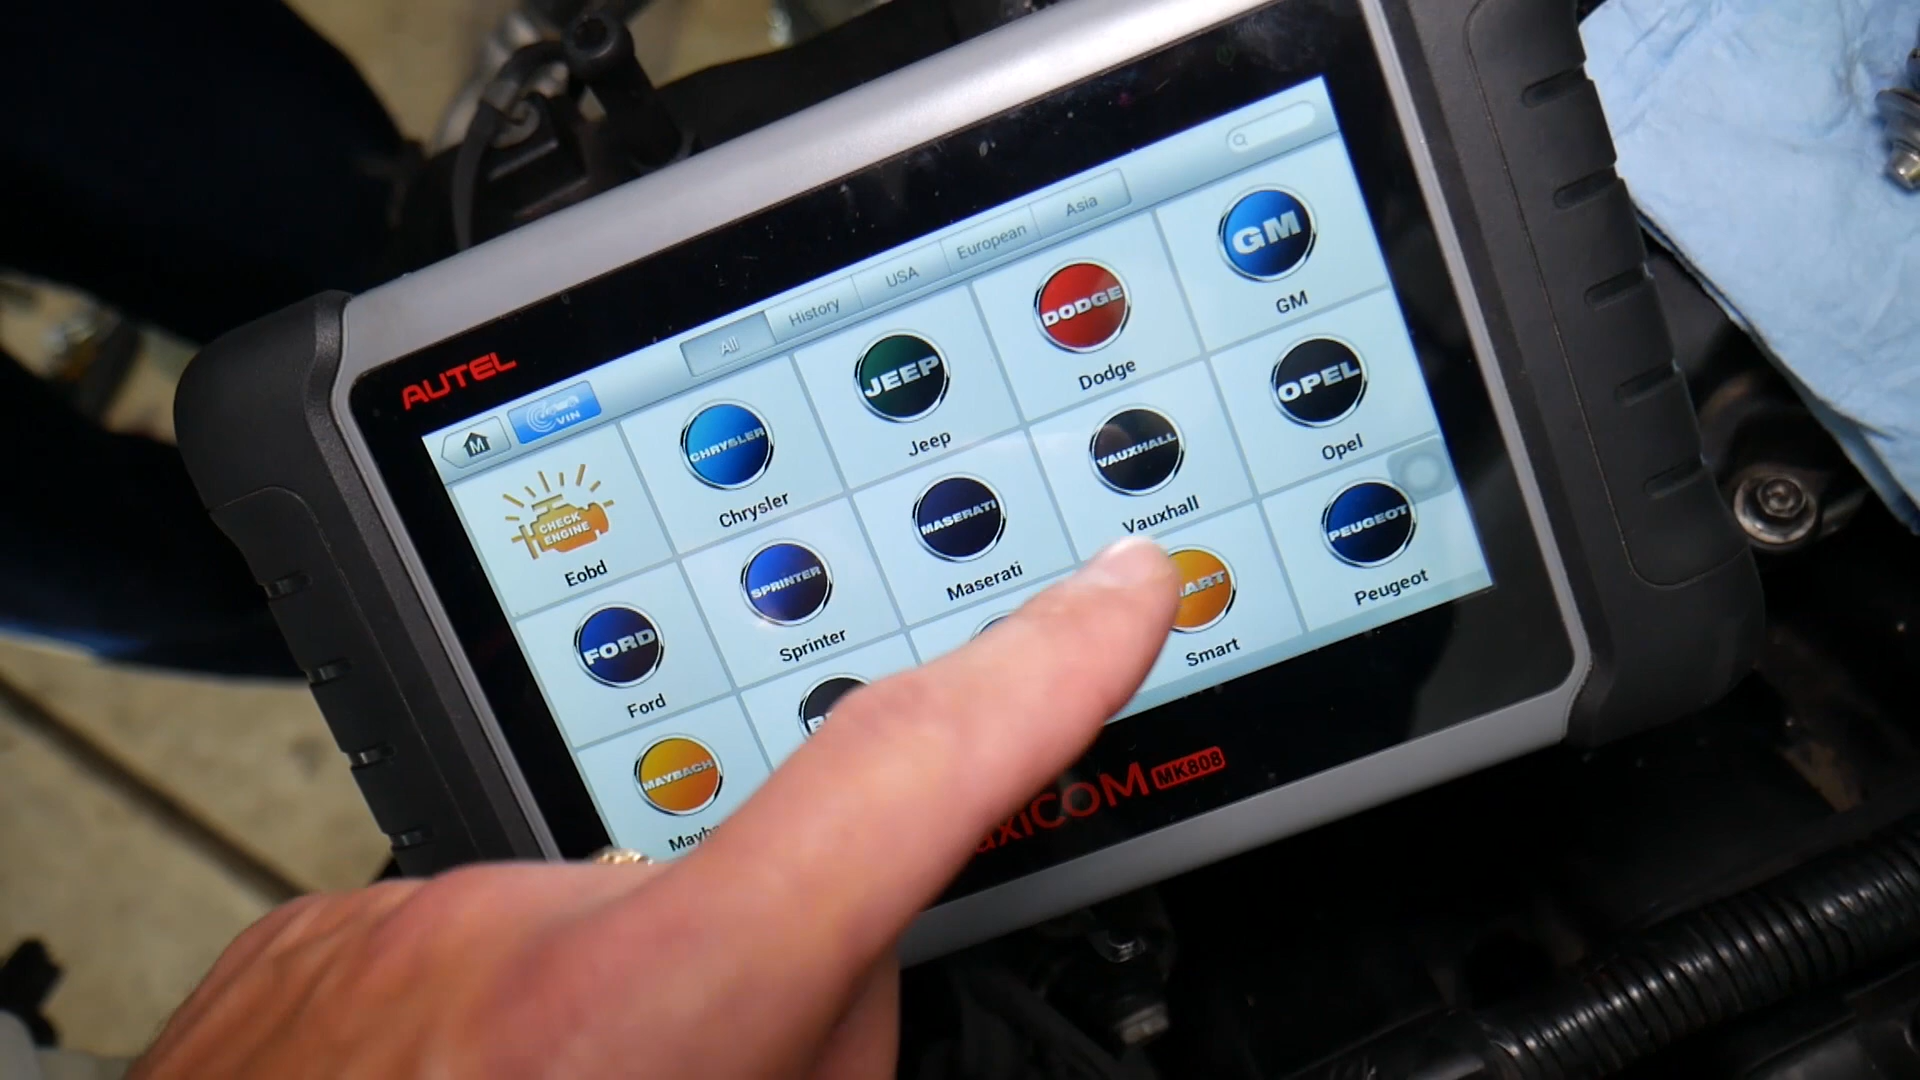 AUTEL
VIN
All
History
USA
European
Asia
M
CHECK
ENGINE
Eobd
CHRYSLER
Chrysler
JEEP
Jeep
DODGE
Dodge
GM
GM
FORD
Ford
SPRINTER
Sprinter
MASERATI
Maserati
VAUXHALL
Vauxhall
OPEL
Opel
MAYBACH
Smart
PEUGEOT
Peugeot
MK808